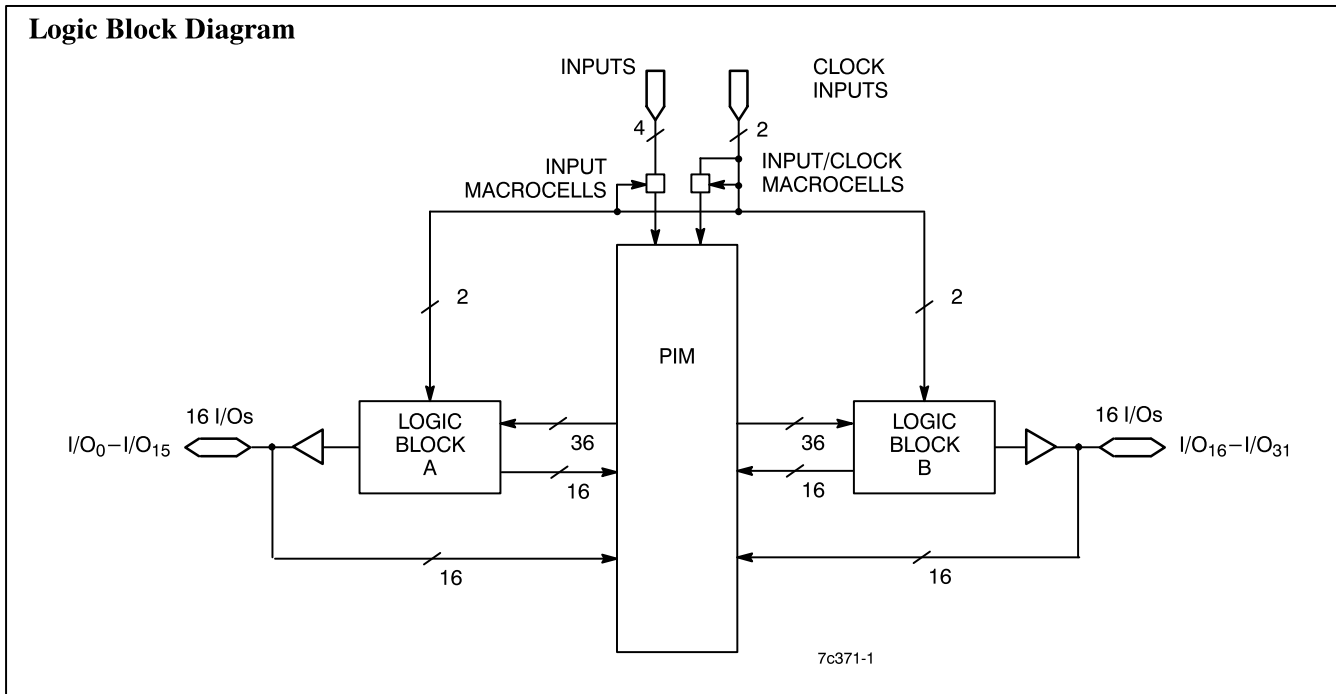 Logic Block Diagram
INPUTS
CLOCK
INPUTS
4
2
INPUT
MACROCELLS
INPUT/CLOCK
MACROCELLS
2
2
PIM
16 I/Os
I/O₀–I/O₁₅
LOGIC
BLOCK
A
36
16
16
36
16
16
LOGIC
BLOCK
B
16 I/Os
I/O₁₆–I/O₃₁
7c371-1